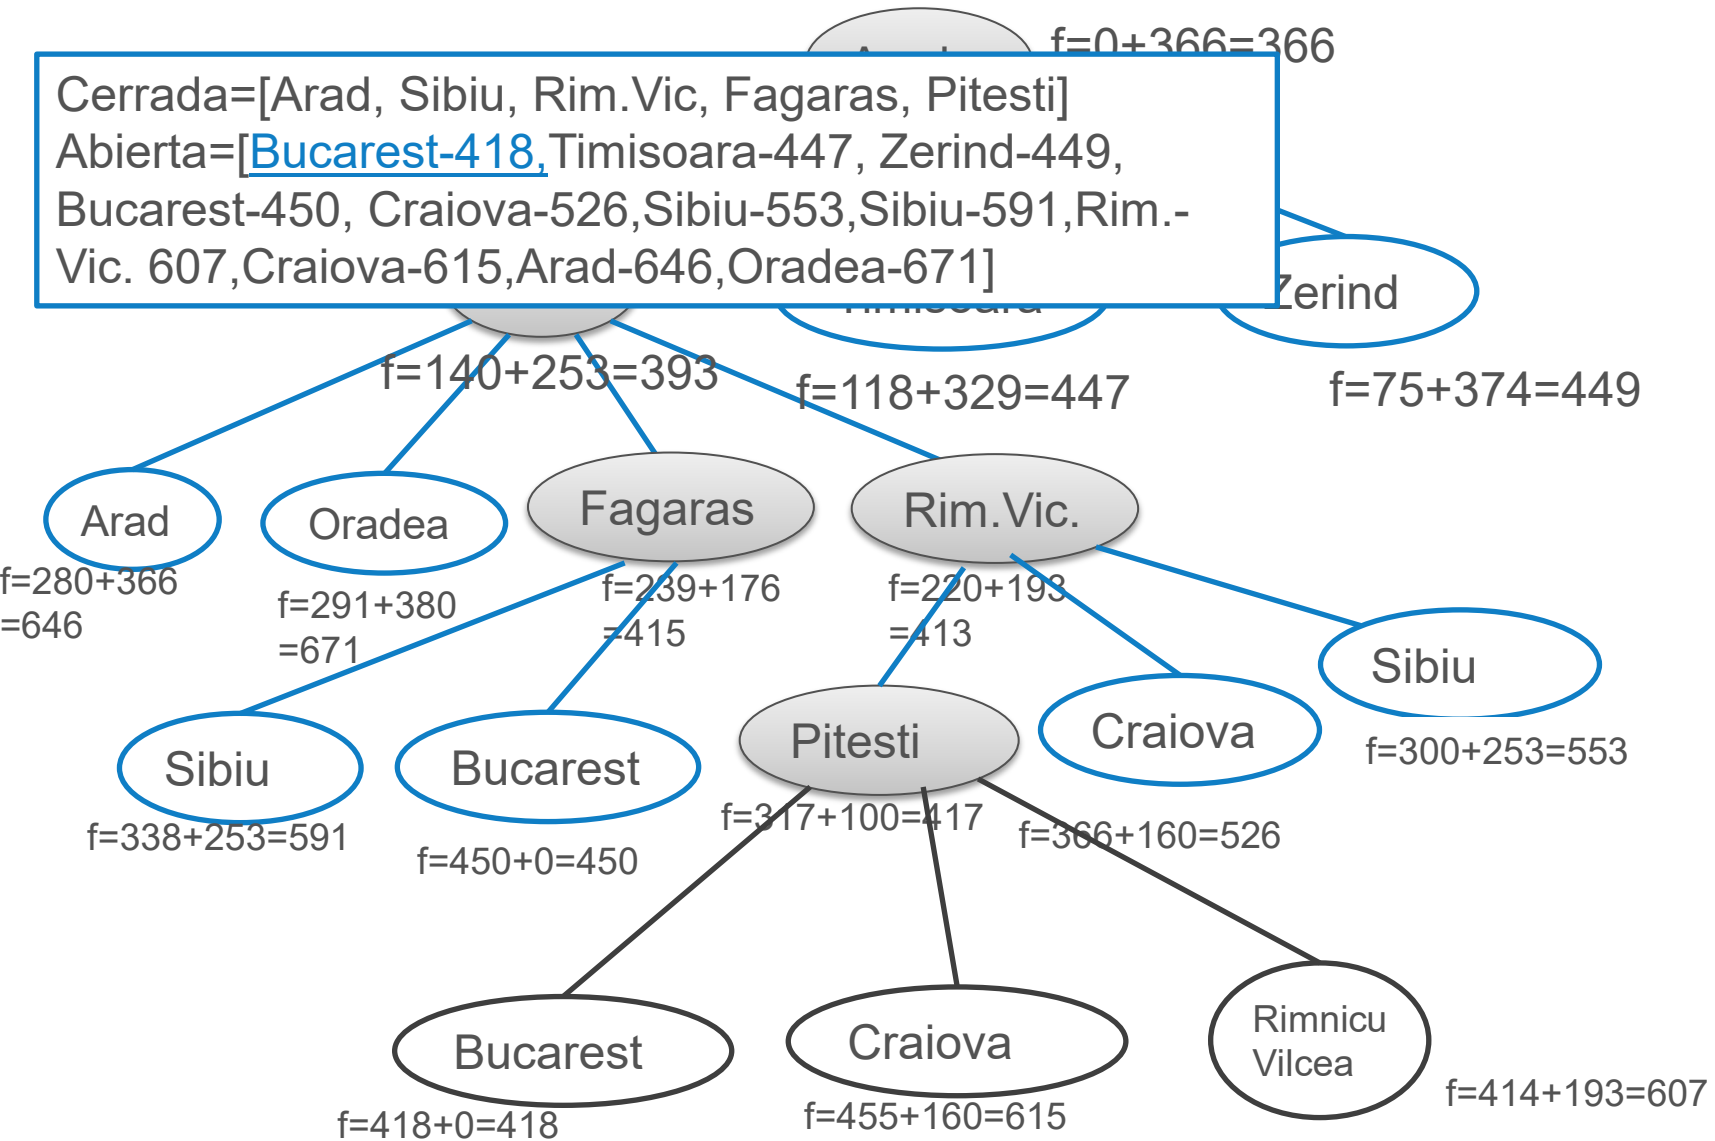 f=0+366=366
Cerrada=[Arad, Sibiu, Rim.Vic, Fagaras, Pitesti]
Abierta=[Bucarest-418,Timisoara-447, Zerind-449,
Bucarest-450, Craiova-526,Sibiu-553,Sibiu-591,Rim.-
Vic. 607,Craiova-615,Arad-646,Oradea-671]
Timisoara
Zerind
f=140+253=393
f=118+329=447
f=75+374=449
Arad
Oradea
Fagaras
Rim.Vic.
f=280+366
=646
f=291+380
=671
f=239+176
=415
f=220+193
=413
Sibiu
Craiova
Pitesti
Sibiu
Bucarest
f=300+253=553
f=338+253=591
f=450+0=450
f=317+100=417
f=366+160=526
Bucarest
Craiova
Rimnicu
Vilcea
f=418+0=418
f=455+160=615
f=414+193=607